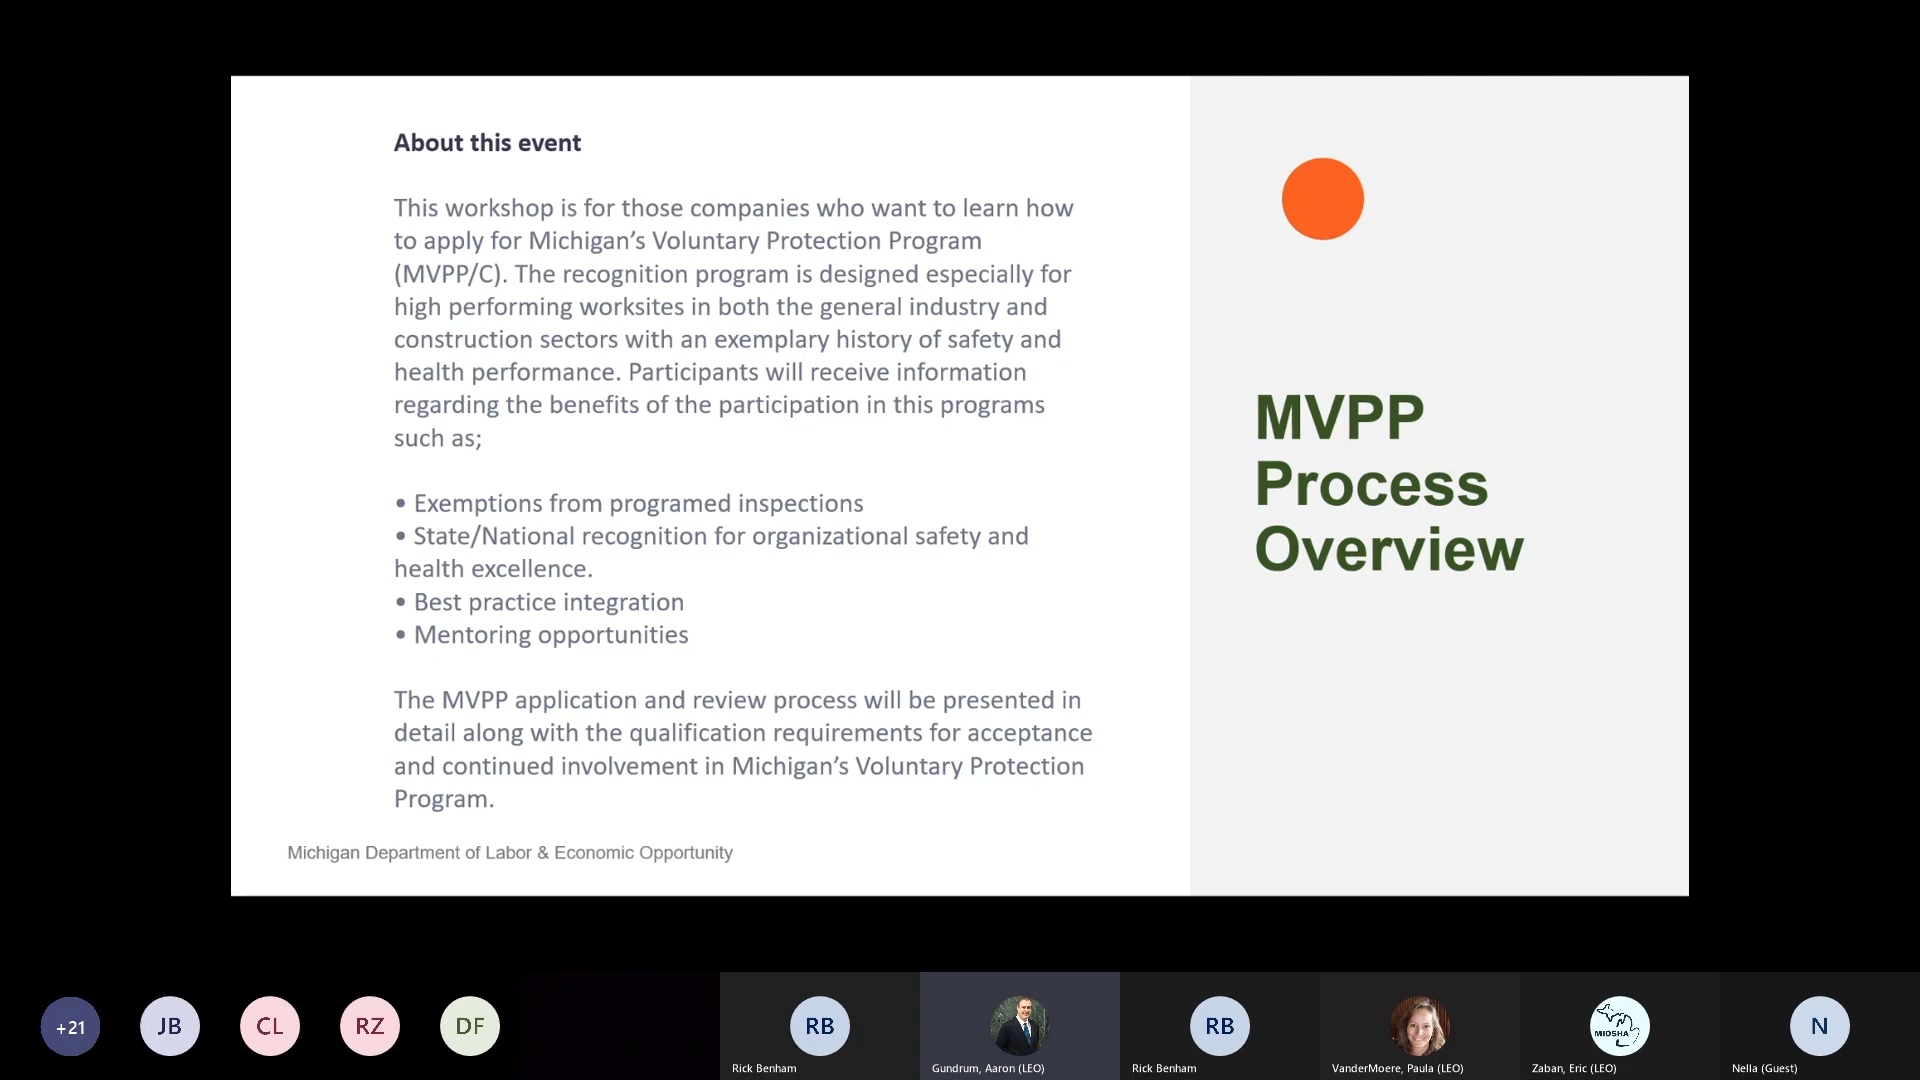 About this event
This workshop is for those companies who want to learn how
to apply for Michigan’s Voluntary Protection Program
(MVPP/C). The recognition program is designed especially for
high performing worksites in both the general industry and
construction sectors with an exemplary history of safety and
health performance. Participants will receive information
regarding the benefits of the participation in this programs
such as;
• Exemptions from programed inspections
• State/National recognition for organizational safety and
health excellence.
• Best practice integration
• Mentoring opportunities
The MVPP application and review process will be presented in
detail along with the qualification requirements for acceptance
and continued involvement in Michigan’s Voluntary Protection
Program.
Michigan Department of Labor & Economic Opportunity
MVPP
Process
Overview
+21
JB
CL
RZ
DF
RB
Rick Benham
Gundrum, Aaron (LEO)
RB
Rick Benham
VanderMoere, Paula (LEO)
MIOSHA
Zaban, Eric (LEO)
N
Nella (Guest)